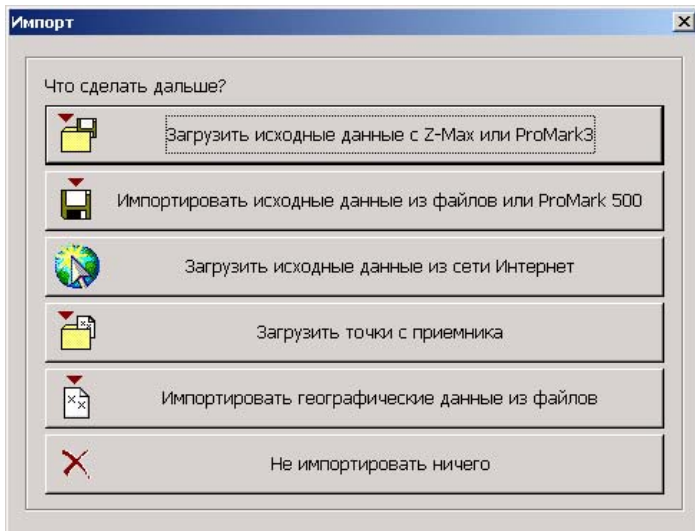 Импорт
Что сделать дальше?
Загрузить исходные данные с Z-Max или ProMark3
Импортировать исходные данные из файлов или ProMark 500
Загрузить исходные данные из сети Интернет
Загрузить точки с приемника
Импортировать географические данные из файлов
Не импортировать ничего